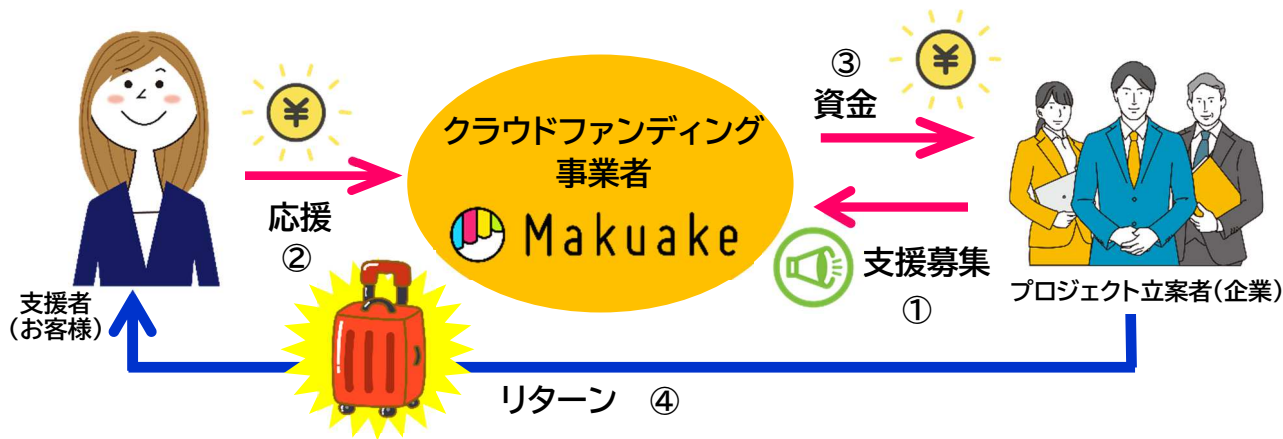 ¥
応援
②
支援者
(お客様)
クラウドファンディング
事業者
Makuake
③
資金
¥
支援募集
①
プロジェクト立案者(企業)
リターン ④